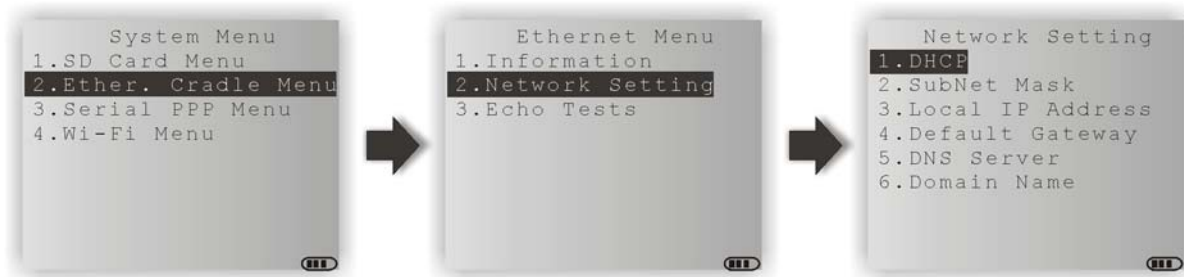 System Menu
1.SD Card Menu
2.Ether. Cradle Menu
3.Serial PPP Menu
4.Wi-Fi Menu
Ethernet Menu
1.Information
2.Network Setting
3.Echo Tests
Network Setting
1.DHCP
2.SubNet Mask
3.Local IP Address
4.Default Gateway
5.DNS Server
6.Domain Name